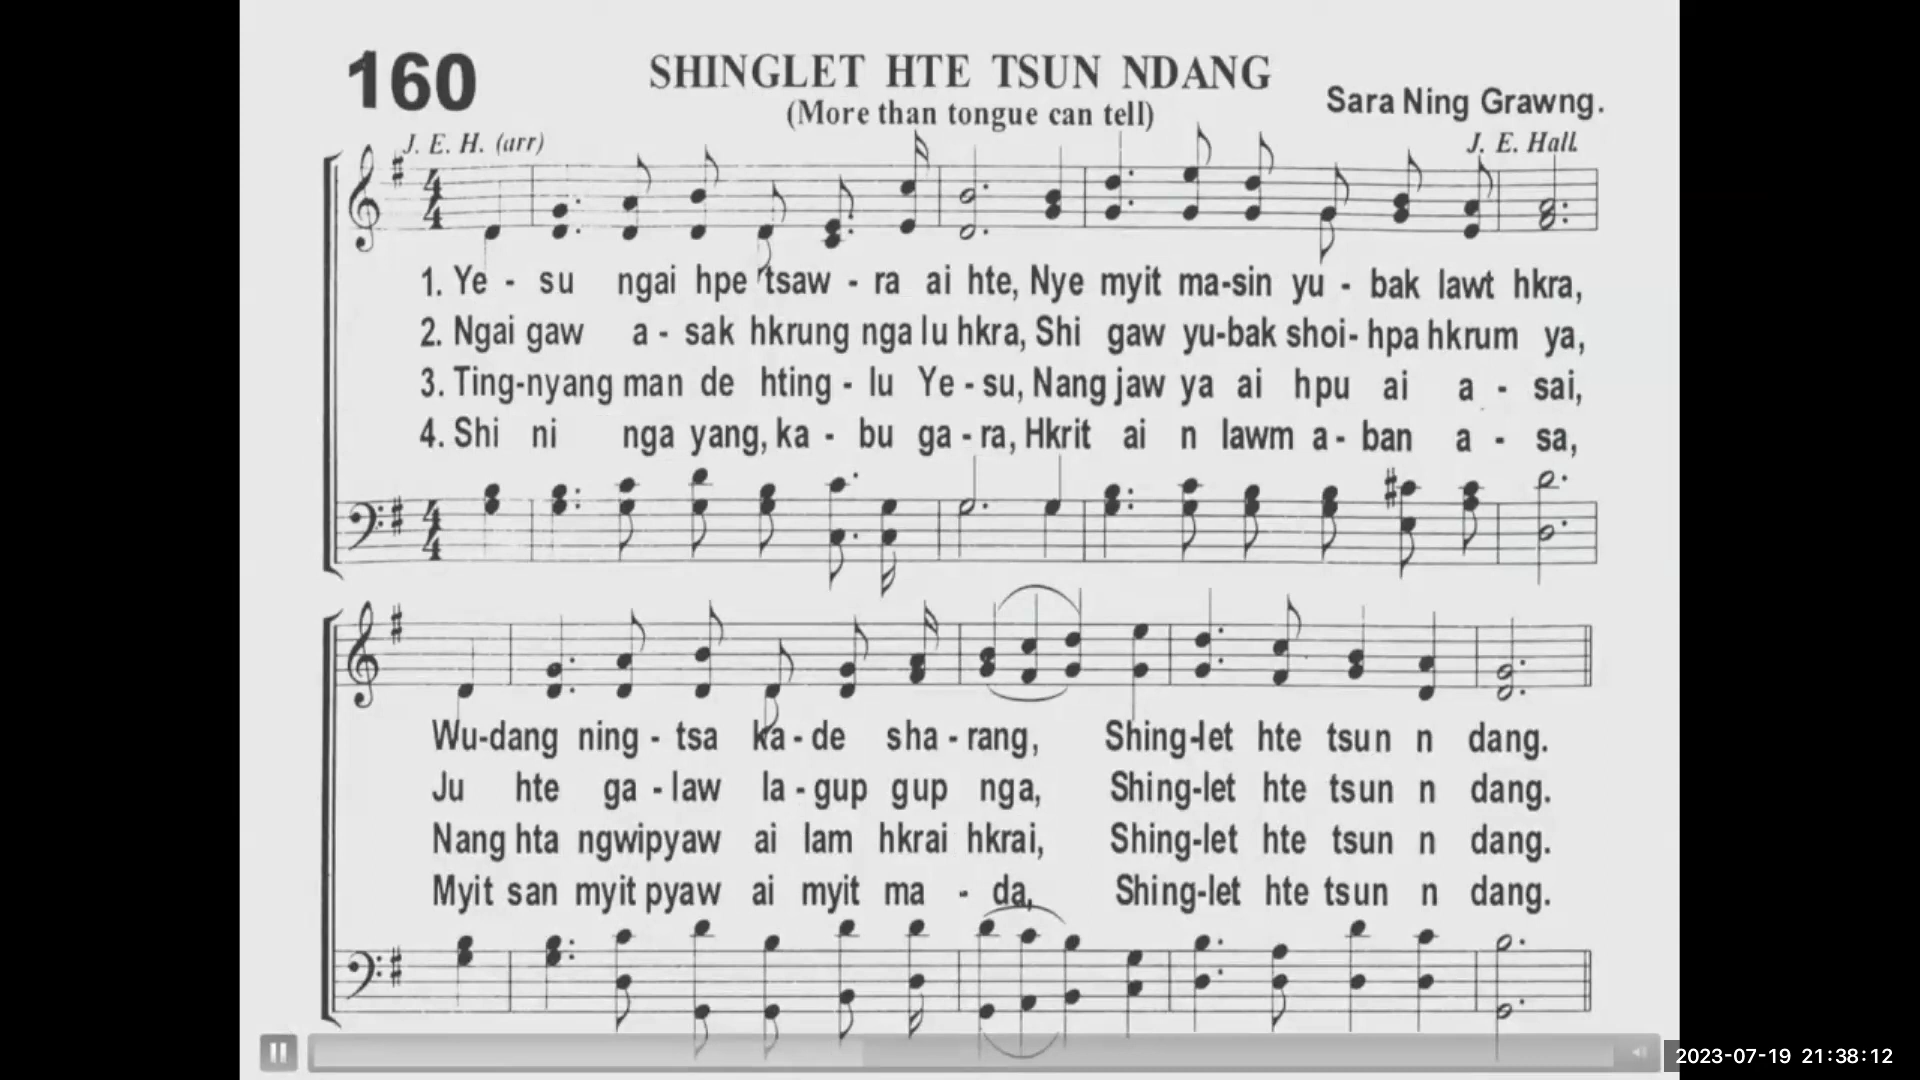 160
SHINGLET HTE TSUN NDANG
(More than tongue can tell)
Sara Ning Grawng.
J. E. H. (arr)
J. E. Hall.
1. Ye - su ngai hpe tsaw - ra ai hte, Nye myit ma-sin yu - bak lawt hkra,
2. Ngai gaw a - sak hkrung nga lu hkra, Shi gaw yu-bak shoi- hpa hkrum ya,
3. Ting-nyang man de hting - lu Ye - su, Nang jaw ya ai hpu ai a - sai,
4. Shi ni nga yang, ka - bu ga - ra, Hkrit ai n lawm a - ban a - sa,
Wu-dang ning - tsa ka - de sha - rang, Shing-let hte tsun n dang.
Ju hte ga - law la - gup gup nga, Shing-let hte tsun n dang.
Nang hta ngwipyaw ai lam hkrai hkrai, Shing-let hte tsun n dang.
Myit san myit pyaw ai myit ma - da, Shing-let hte tsun n dang.
2023-07-19 21:38:12